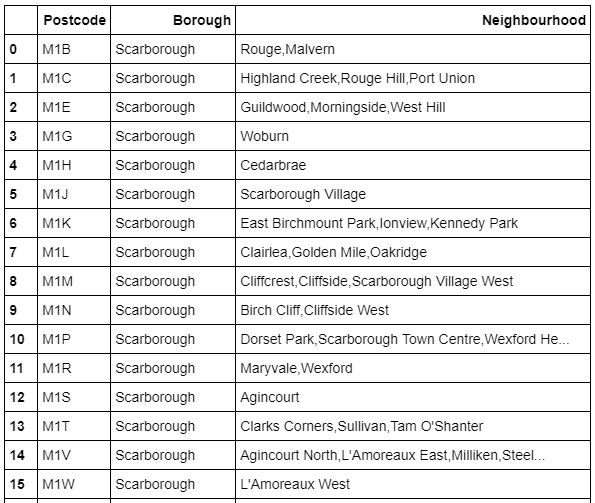 Postcode Borough Neighbourhood
0 M1B Scarborough Rouge,Malvern
1 M1C Scarborough Highland Creek,Rouge Hill,Port Union
2 M1E Scarborough Guildwood,Morningside,West Hill
3 M1G Scarborough Woburn
4 M1H Scarborough Cedarbrae
5 M1J Scarborough Scarborough Village
6 M1K Scarborough East Birchmount Park,Ionview,Kennedy Park
7 M1L Scarborough Clairlea,Golden Mile,Oakridge
8 M1M Scarborough Cliffcrest,Cliffside,Scarborough Village West
9 M1N Scarborough Birch Cliff,Cliffside West
10 M1P Scarborough Dorset Park,Scarborough Town Centre,Wexford He...
11 M1R Scarborough Maryvale,Wexford
12 M1S Scarborough Agincourt
13 M1T Scarborough Clarks Corners,Sullivan,Tam O'Shanter
14 M1V Scarborough Agincourt North,L'Amoreaux East,Milliken,Steel...
15 M1W Scarborough L'Amoreaux West